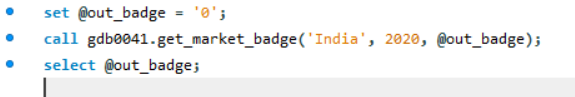 set @out_badge = '0';
call gdb0041.get_market_badge('India', 2020, @out_badge);
select @out_badge;